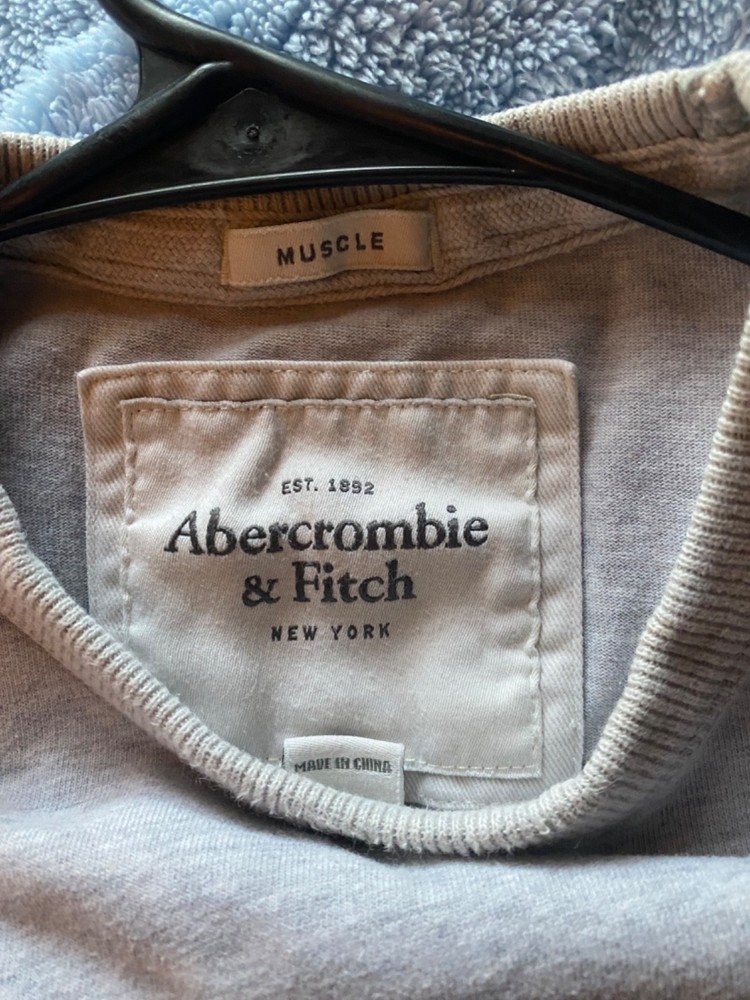 MUSCLE
EST. 1892
Abercrombie
& Fitch
NEW YORK
MADE IN CHINA